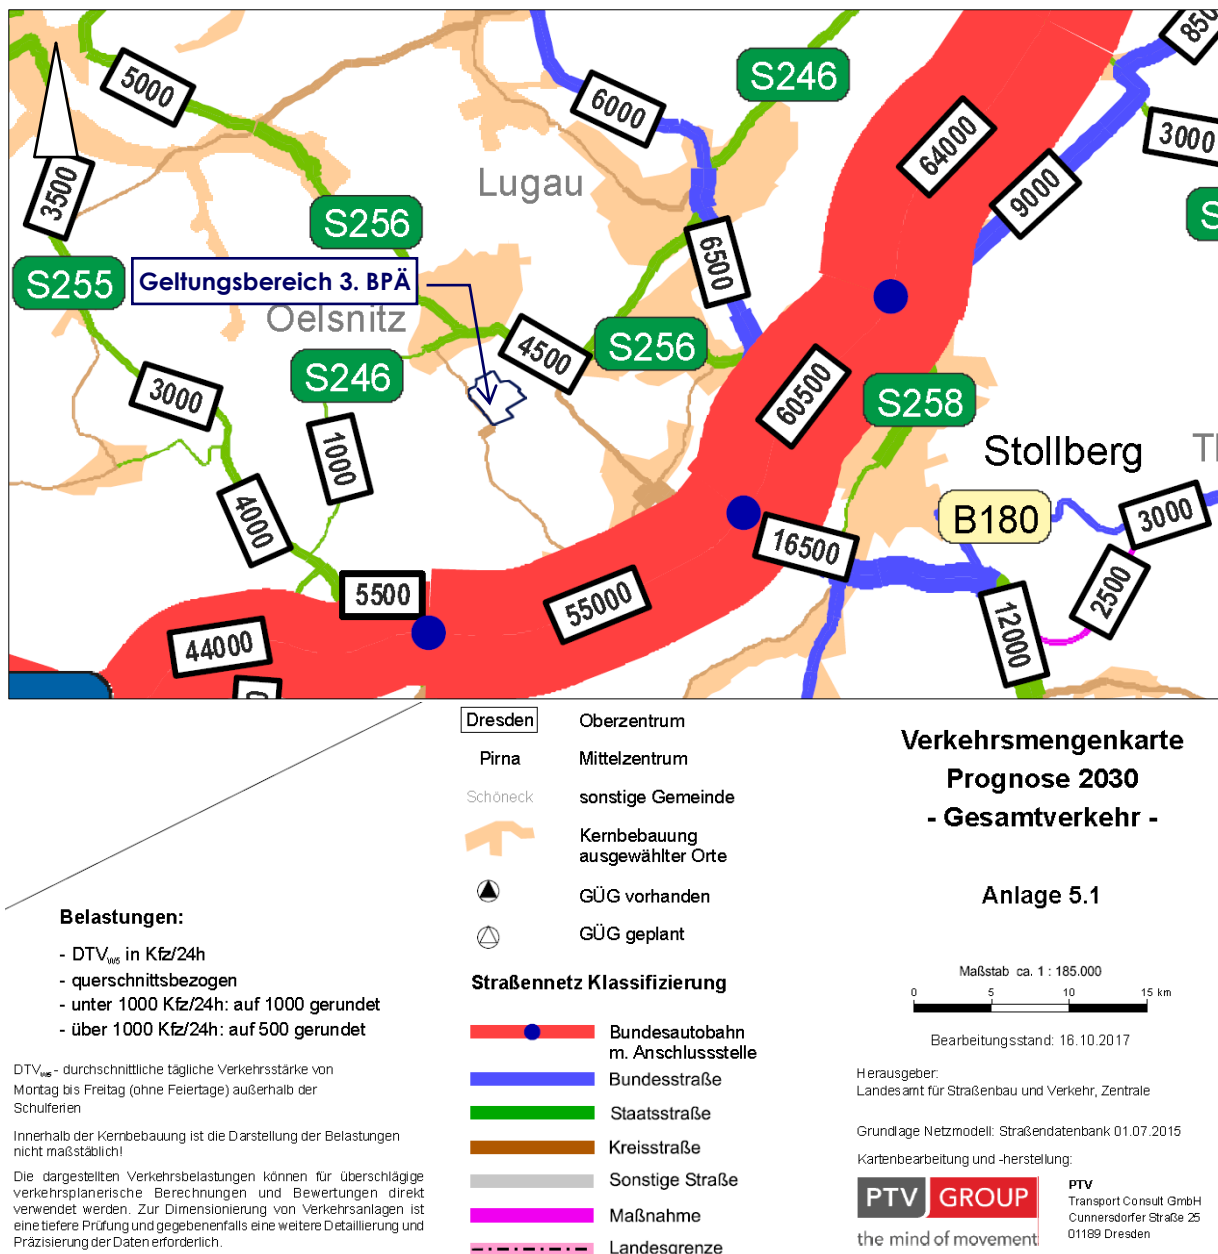 850
S246
5000
6000
3000
64000
Lugau
9000
3500
S256
S
6500
S255
Geltungsbereich 3. BPÄ
Oelsnitz
4500
S256
S246
3000
60500
S258
1000
Stollberg
4000
B180
3000
16500
5500
55000
2500
12000
44000
Dresden
Oberzentrum
Pirna
Mittelzentrum
Schöneck
sonstige Gemeinde
Kernbebauung
ausgewählter Orte
GÜG vorhanden
GÜG geplant
Verkehrsmengenkarte
Prognose 2030
- Gesamtverkehr -
Anlage 5.1
Belastungen:
- DTVW5 in Kfz/24h
- querschnittsbezogen
- unter 1000 Kfz/24h: auf 1000 gerundet
- über 1000 Kfz/24h: auf 500 gerundet
DTVW5 - durchschnittliche tägliche Verkehrsstärke von
Montag bis Freitag (ohne Feiertage) außerhalb der
Schulferien
Innerhalb der Kernbebauung ist die Darstellung der Belastungen
nicht maßstäblich!
Die dargestellten Verkehrsbelastungen können für überschlägige
verkehrsplanerische Berechnungen und Bewertungen direkt
verwendet werden. Zur Dimensionierung von Verkehrsanlagen ist
eine tiefere Prüfung und gegebenenfalls eine weitere Detaillierung und
Präzisierung der Daten erforderlich.
Straßennetz Klassifizierung
Bundesautobahn
m. Anschlussstelle
Bundesstraße
Staatsstraße
Kreisstraße
Sonstige Straße
Maßnahme
Landesgrenze
Maßstab ca. 1 : 185.000
0 5 10 15 km
Bearbeitungsstand: 16.10.2017
Herausgeber:
Landesamt für Straßenbau und Verkehr, Zentrale
Grundlage Netzmodell: Straßendatenbank 01.07.2015
Kartenbearbeitung und -herstellung:
PTV GROUP
the mind of movement
PTV
Transport Consult GmbH
Cunnersdorfer Straße 25
01189 Dresden